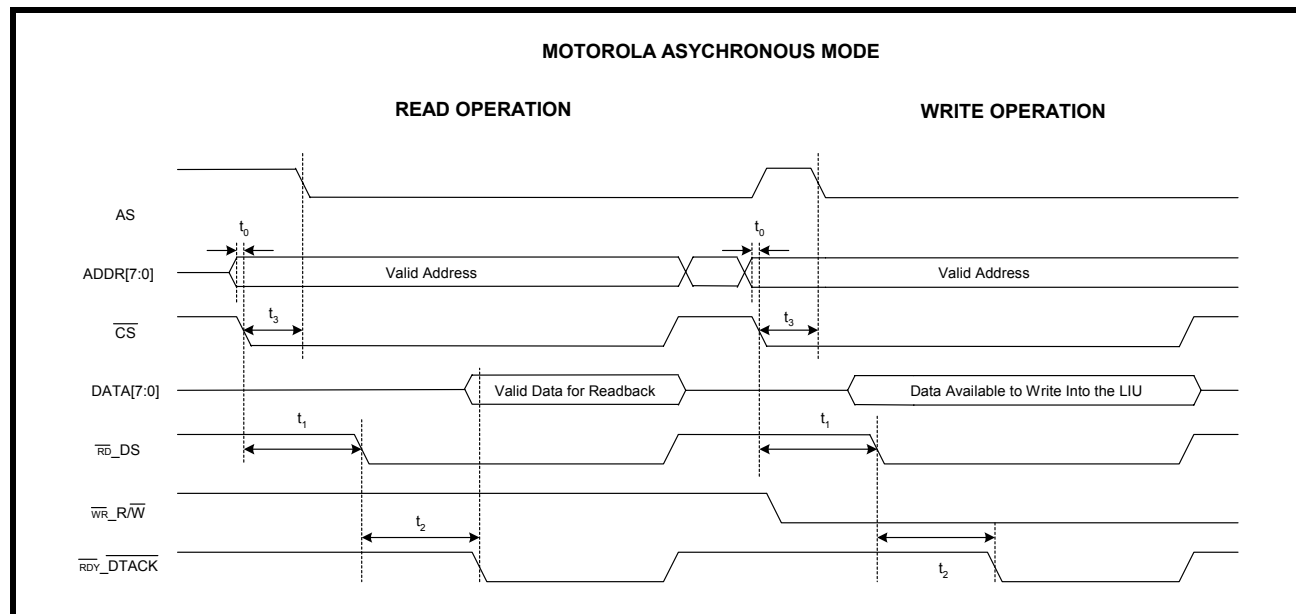 MOTOROLA ASYCHRONOUS MODE
READ OPERATION WRITE OPERATION
AS
t0 t0
ADDR[7:0] Valid Address Valid Address
t3 t3
CS
DATA[7:0] Valid Data for Readback Data Available to Write Into the LIU
t1 t1
RD_DS
WR_R/W
t2 t2
RDY_DTACK